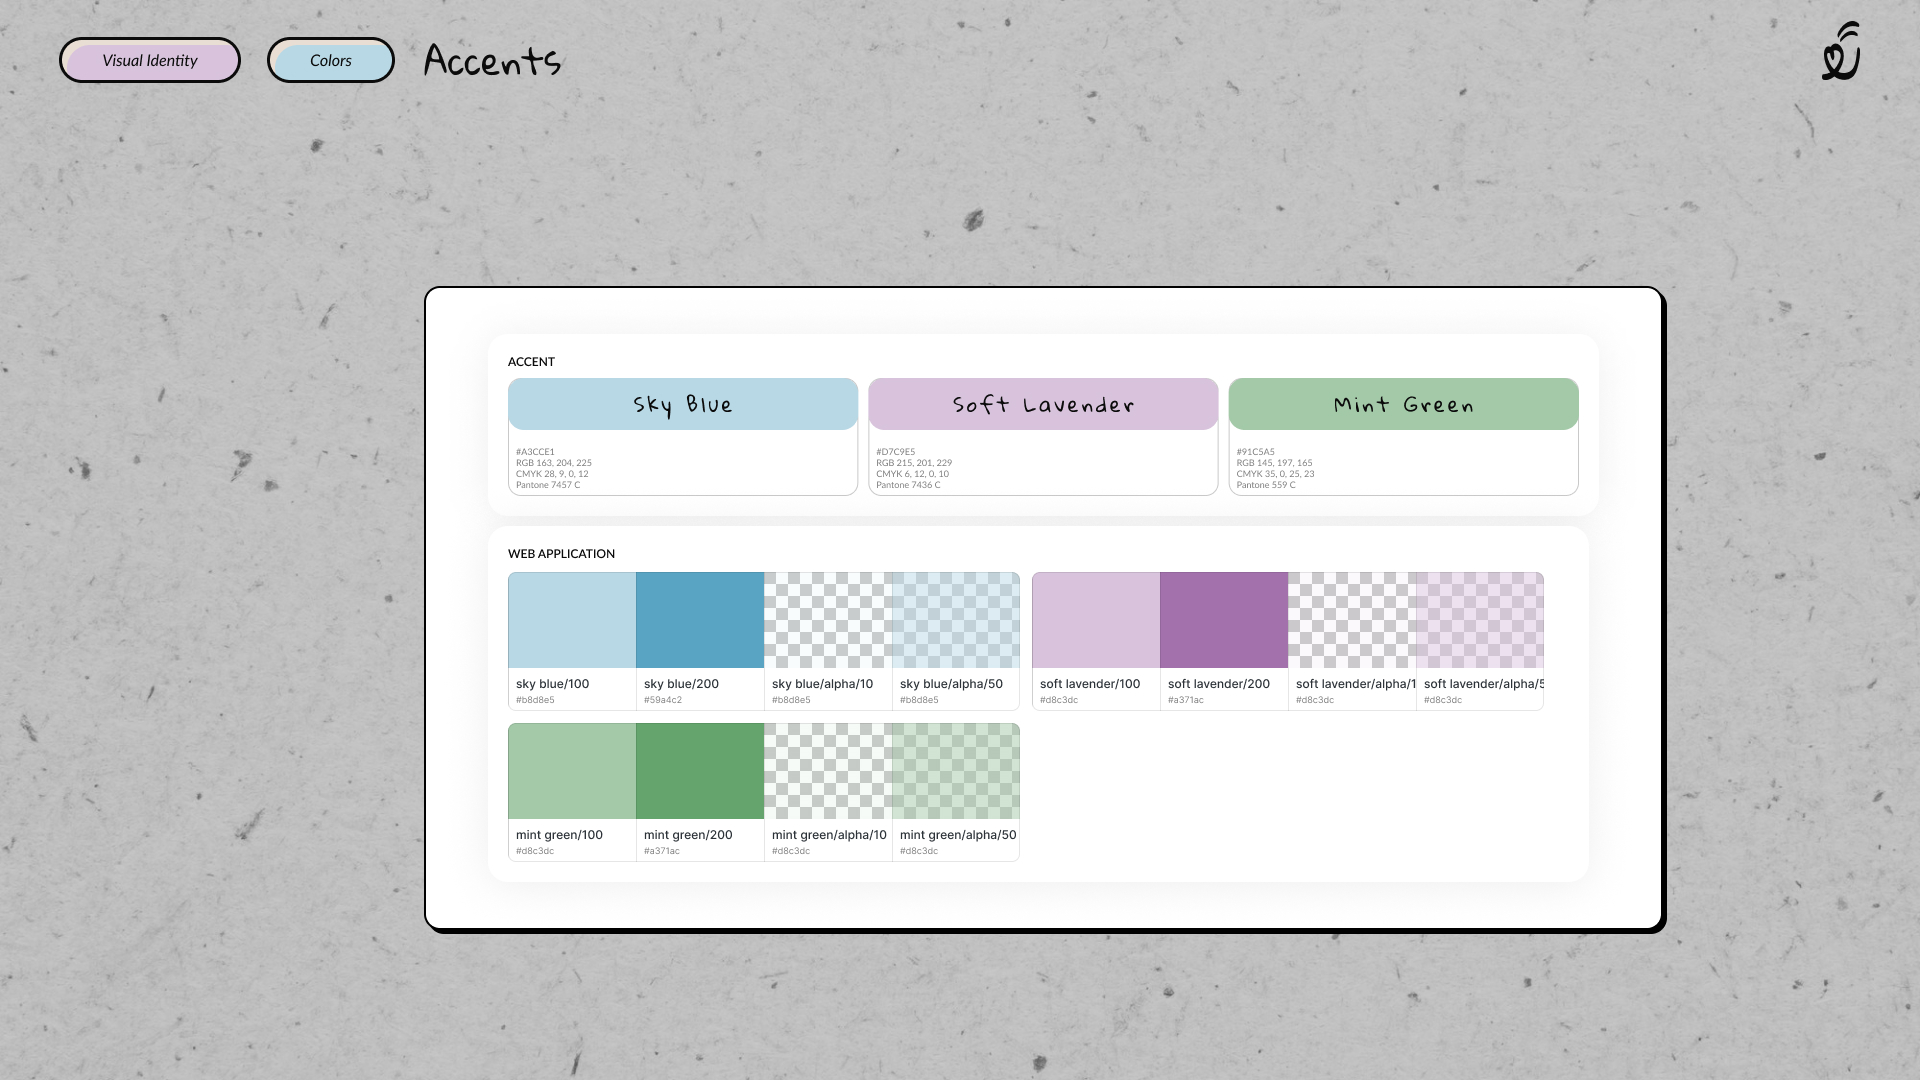 Visual Identity
Colors
Accents
ACCENT
Sky Blue
#A3CCE1
RGB 163, 204, 225
CMYK 28, 9, 0, 12
Pantone 7457 C
Soft Lavender
#D7C9E5
RGB 215, 201, 229
CMYK 6, 12, 0, 10
Pantone 7436 C
Mint Green
#91C5A5
RGB 145, 197, 165
CMYK 35, 0, 25, 23
Pantone 559 C
WEB APPLICATION
sky blue/100
#b8d8e5
sky blue/200
#59a4c2
sky blue/alpha/10
#b8d8e5
sky blue/alpha/50
#b8d8e5
soft lavender/100
#d8c3dc
soft lavender/200
#a371ac
soft lavender/alpha/1
#d8c3dc
soft lavender/alpha/5
#d8c3dc
mint green/100
#d8c3dc
mint green/200
#a371ac
mint green/alpha/10
#d8c3dc
mint green/alpha/50
#d8c3dc